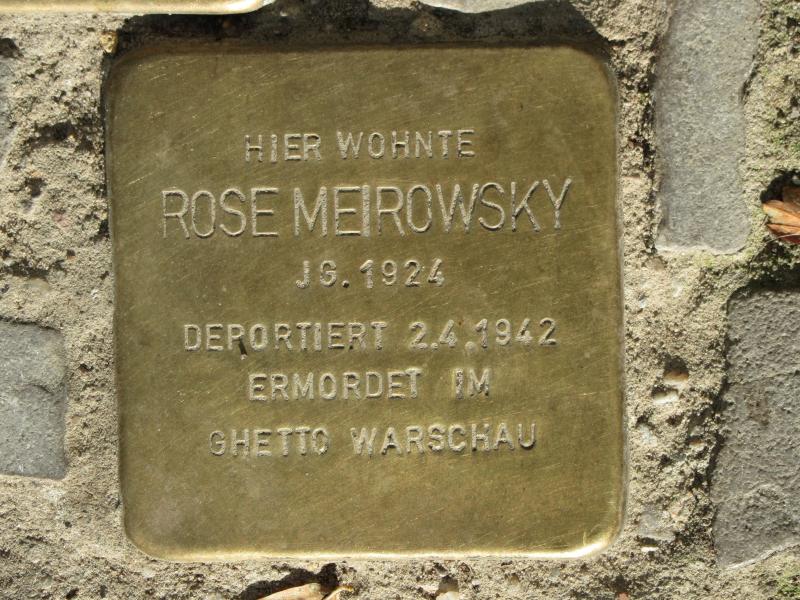 HIER WOHNTE
ROSE MEIROWSKY
JG. 1924
DEPORTIERT 2.4.1942
ERMORDET IM
GHETTO WARSCHAU